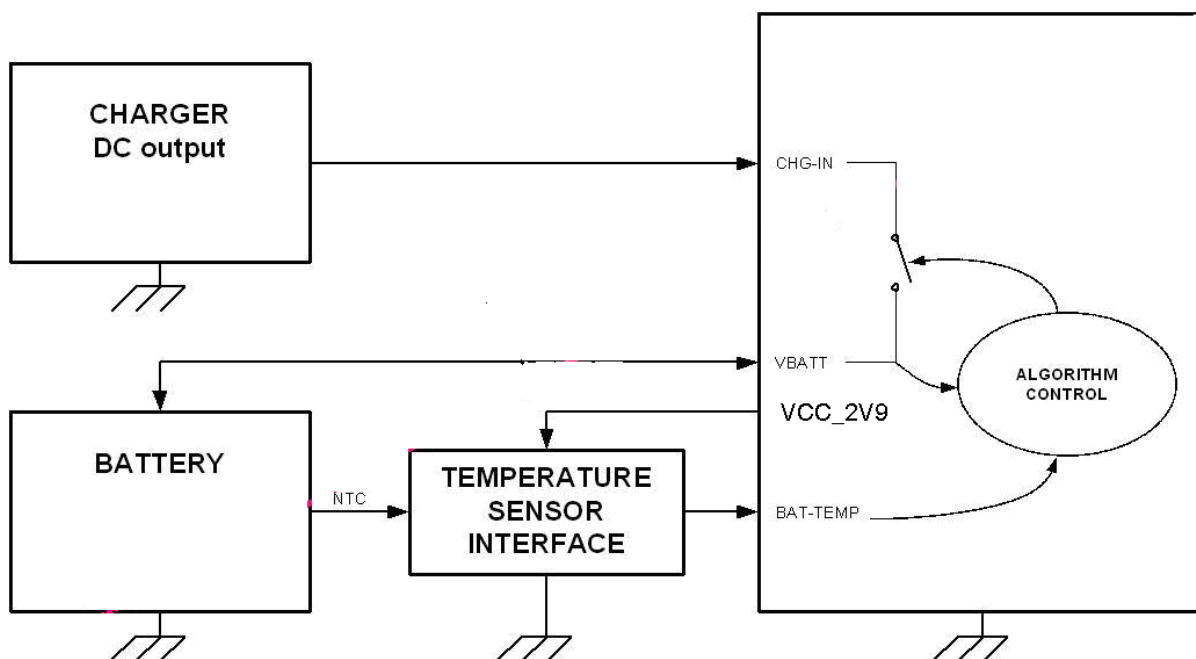 CHARGER
DC output
CHG-IN
VBATT
ALGORITHM
CONTROL
VCC_2V9
BATTERY
TEMPERATURE
SENSOR
INTERFACE
NTC
BAT-TEMP